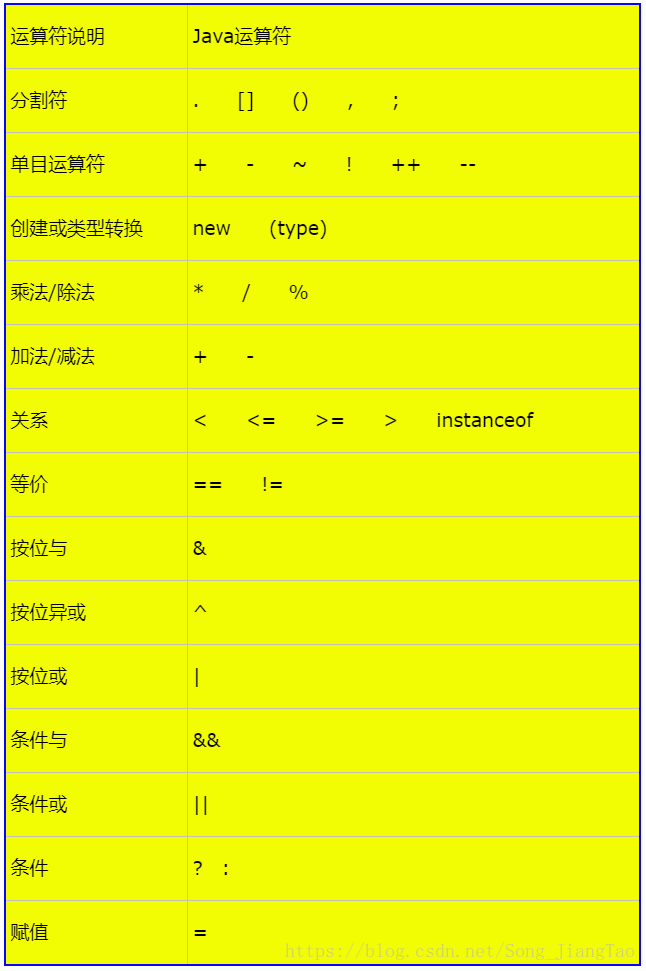 运算符说明 Java运算符
分割符 . [] () , ;
单目运算符 + - ~ ! ++ --
创建或类型转换 new (type)
乘法/除法 * / %
加法/减法 + -
关系 < <= >= > instanceof
等价 == !=
按位与 &
按位异或 ^
按位或 |
条件与 &&
条件或 ||
条件 ? :
赋值 =
https://blog.csdn.net/Song_JiangTao